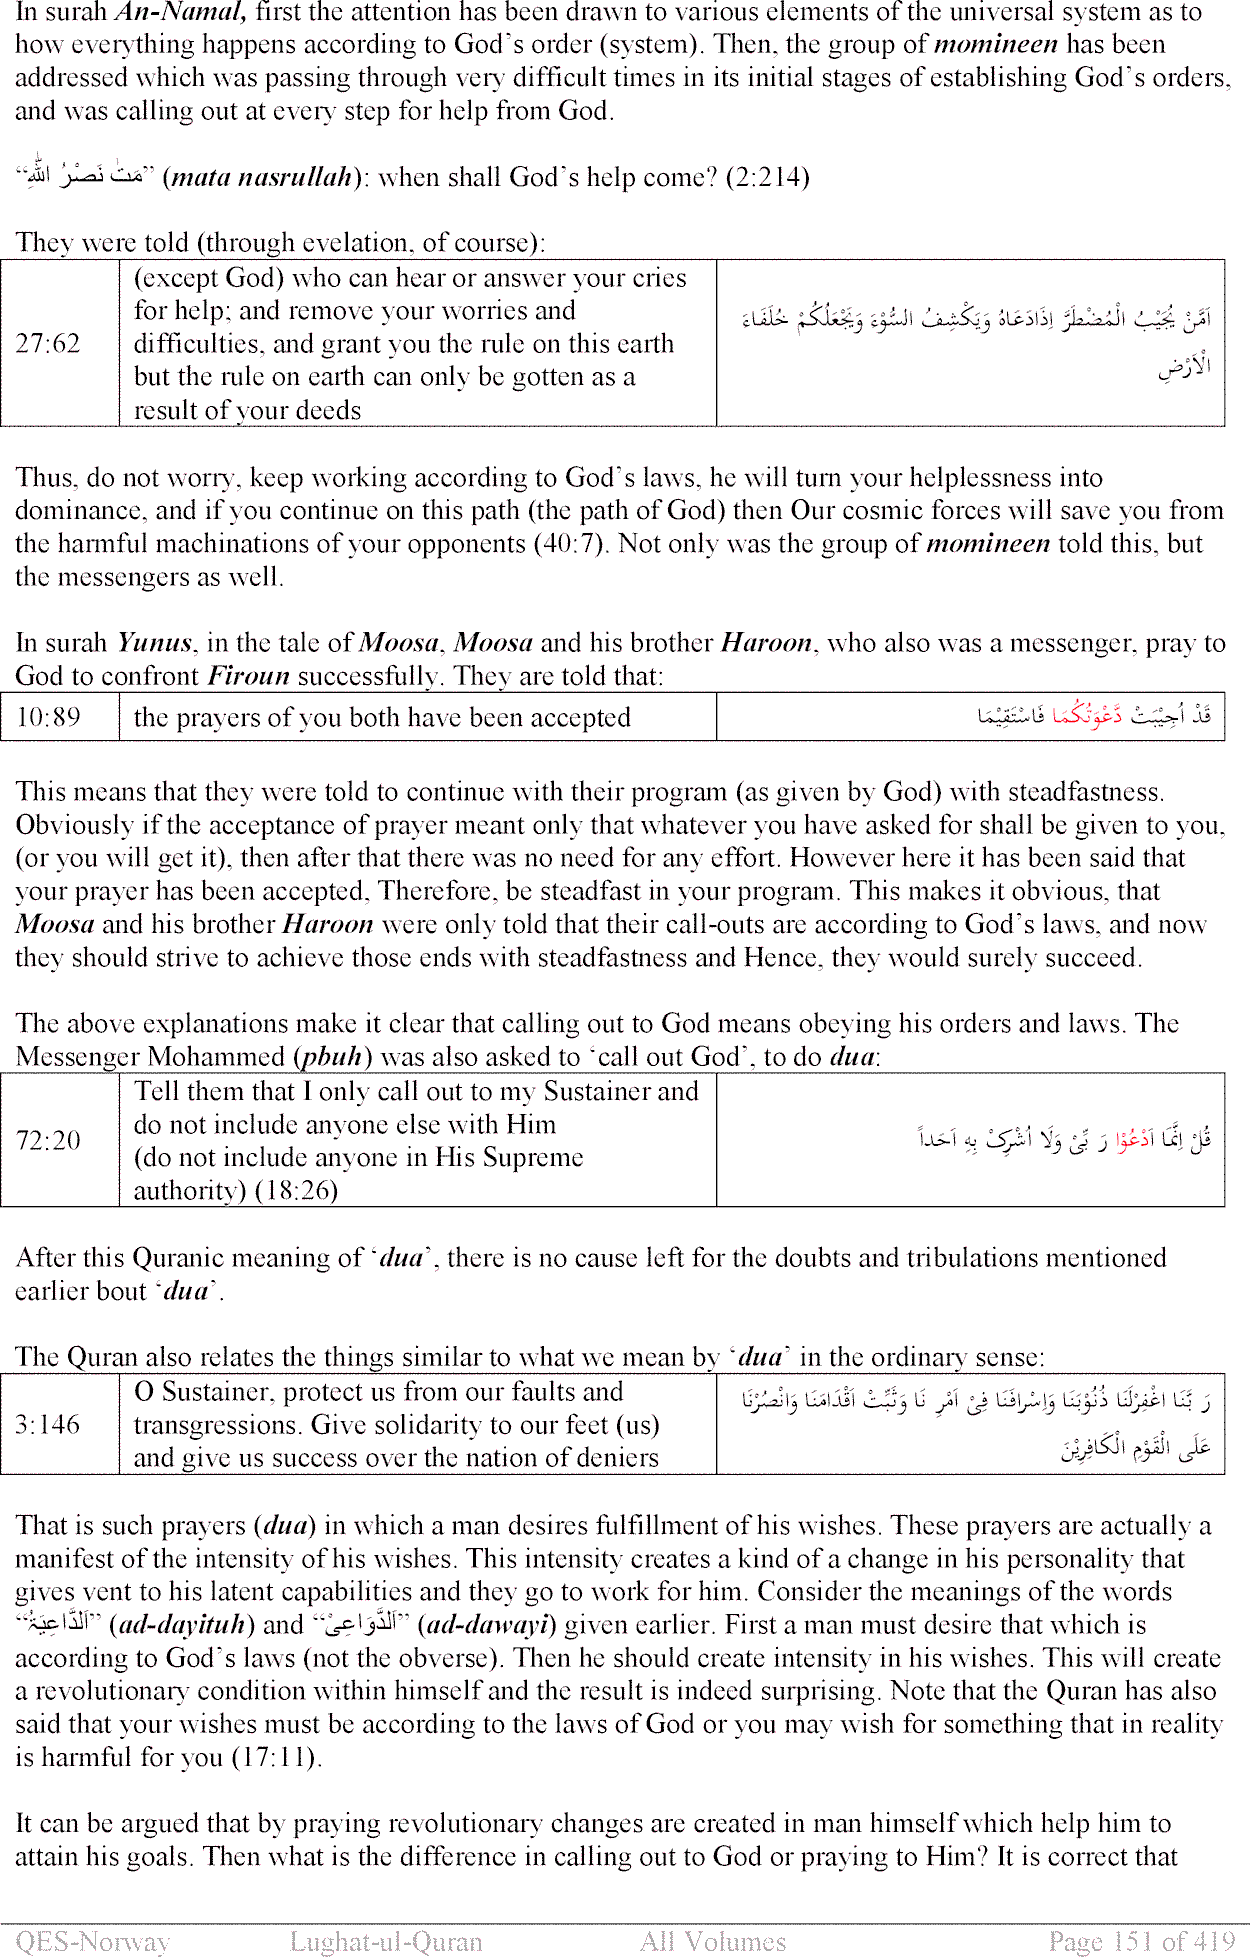 In surah An-Namal, first the attention has been drawn to various elements of the universal system as to
how everything happens according to God's order (system). Then, the group of momineen has been
addressed which was passing through very difficult times in its initial stages of establishing God's orders,
and was calling out at every step for help from God.
“مَتٰ نَصْرُ اللّٰهِ” (mata nasrullah): when shall God's help come? (2:214)
They were told (through evelation, of course):
27:62
(except God) who can hear or answer your cries
for help; and remove your worries and
difficulties, and grant you the rule on this earth
but the rule on earth can only be gotten as a
result of your deeds
اَمَّنْ يُجِيْبُ الْمُضْطَرَّ اِذَادَعَاهُ وَيَكْشِفُ السُّوْءَ وَيَجْعَلُكُمْ خُلَفَاءَ
الْاَرْضِ
Thus, do not worry, keep working according to God's laws, he will turn your helplessness into
dominance, and if you continue on this path (the path of God) then Our cosmic forces will save you from
the harmful machinations of your opponents (40:7). Not only was the group of momineen told this, but
the messengers as well.
In surah Yunus, in the tale of Moosa, Moosa and his brother Haroon, who also was a messenger, pray to
God to confront Firoun successfully. They are told that:
10:89
the prayers of you both have been accepted
قَدْ اُجِيْبَتْ دَّعْوَتُكُمَا فَاسْتَقِيْمَا
This means that they were told to continue with their program (as given by God) with steadfastness.
Obviously if the acceptance of prayer meant only that whatever you have asked for shall be given to you,
(or you will get it), then after that there was no need for any effort. However here it has been said that
your prayer has been accepted, Therefore, be steadfast in your program. This makes it obvious, that
Moosa and his brother Haroon were only told that their call-outs are according to God's laws, and now
they should strive to achieve those ends with steadfastness and Hence, they would surely succeed.
The above explanations make it clear that calling out to God means obeying his orders and laws. The
Messenger Mohammed (pbuh) was also asked to ‘call out God’, to do dua:
72:20
Tell them that I only call out to my Sustainer and
do not include anyone else with Him
(do not include anyone in His Supreme
authority) (18:26)
قُلْ اِنَّمَا اَدْعُوْا رَ بِّىْ وَلَا اُشْرِكْ بِهِ اَحَداً
After this Quranic meaning of ‘dua’, there is no cause left for the doubts and tribulations mentioned
earlier bout ‘dua’.
The Quran also relates the things similar to what we mean by ‘dua’ in the ordinary sense:
3:146
O Sustainer, protect us from our faults and
transgressions. Give solidarity to our feet (us)
and give us success over the nation of deniers
رَ بَّنَا اغْفِرْلَنَا ذُنُوْبَنَا وَاِسْرافَنَا فِىْ اَمْرِ نَا وَثَبِّتْ اَقْدَامَنَا وَانْصُرْنَا
عَلَى الْقَوْمِ الْكَافِرِيْنَ
That is such prayers (dua) in which a man desires fulfillment of his wishes. These prayers are actually a
manifest of the intensity of his wishes. This intensity creates a kind of a change in his personality that
gives vent to his latent capabilities and they go to work for him. Consider the meanings of the words
“اَلدَّاعِيَةُ” (ad-dayituh) and “اَلدَّوَاعِىْ” (ad-dawayi) given earlier. First a man must desire that which is
according to God's laws (not the obverse). Then he should create intensity in his wishes. This will create
a revolutionary condition within himself and the result is indeed surprising. Note that the Quran has also
said that your wishes must be according to the laws of God or you may wish for something that in reality
is harmful for you (17:11).
It can be argued that by praying revolutionary changes are created in man himself which help him to
attain his goals. Then what is the difference in calling out to God or praying to Him? It is correct that
QES-Norway Lughat-ul-Quran All Volumes Page 151 of 419